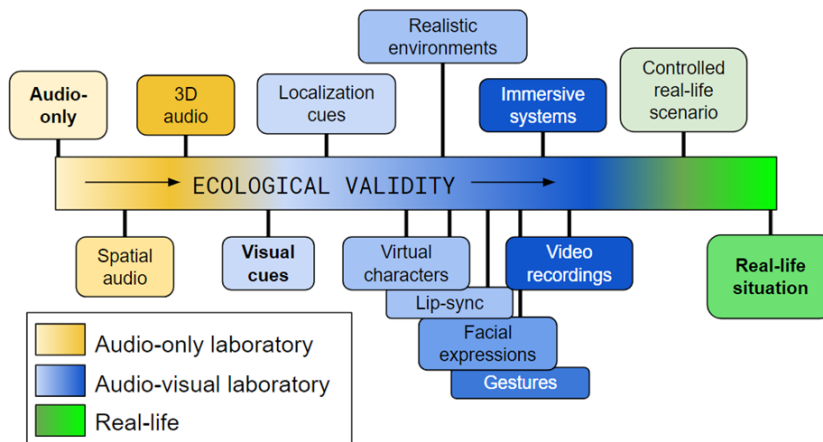 Realistic
environments
Audio-
only
3D
audio
Localization
cues
Immersive
systems
Controlled
real-life
scenario
ECOLOGICAL VALIDITY
Spatial
audio
Visual
cues
Virtual
characters
Lip-sync
Facial
expressions
Gestures
Video
recordings
Real-life
situation
Audio-only laboratory
Audio-visual laboratory
Real-life